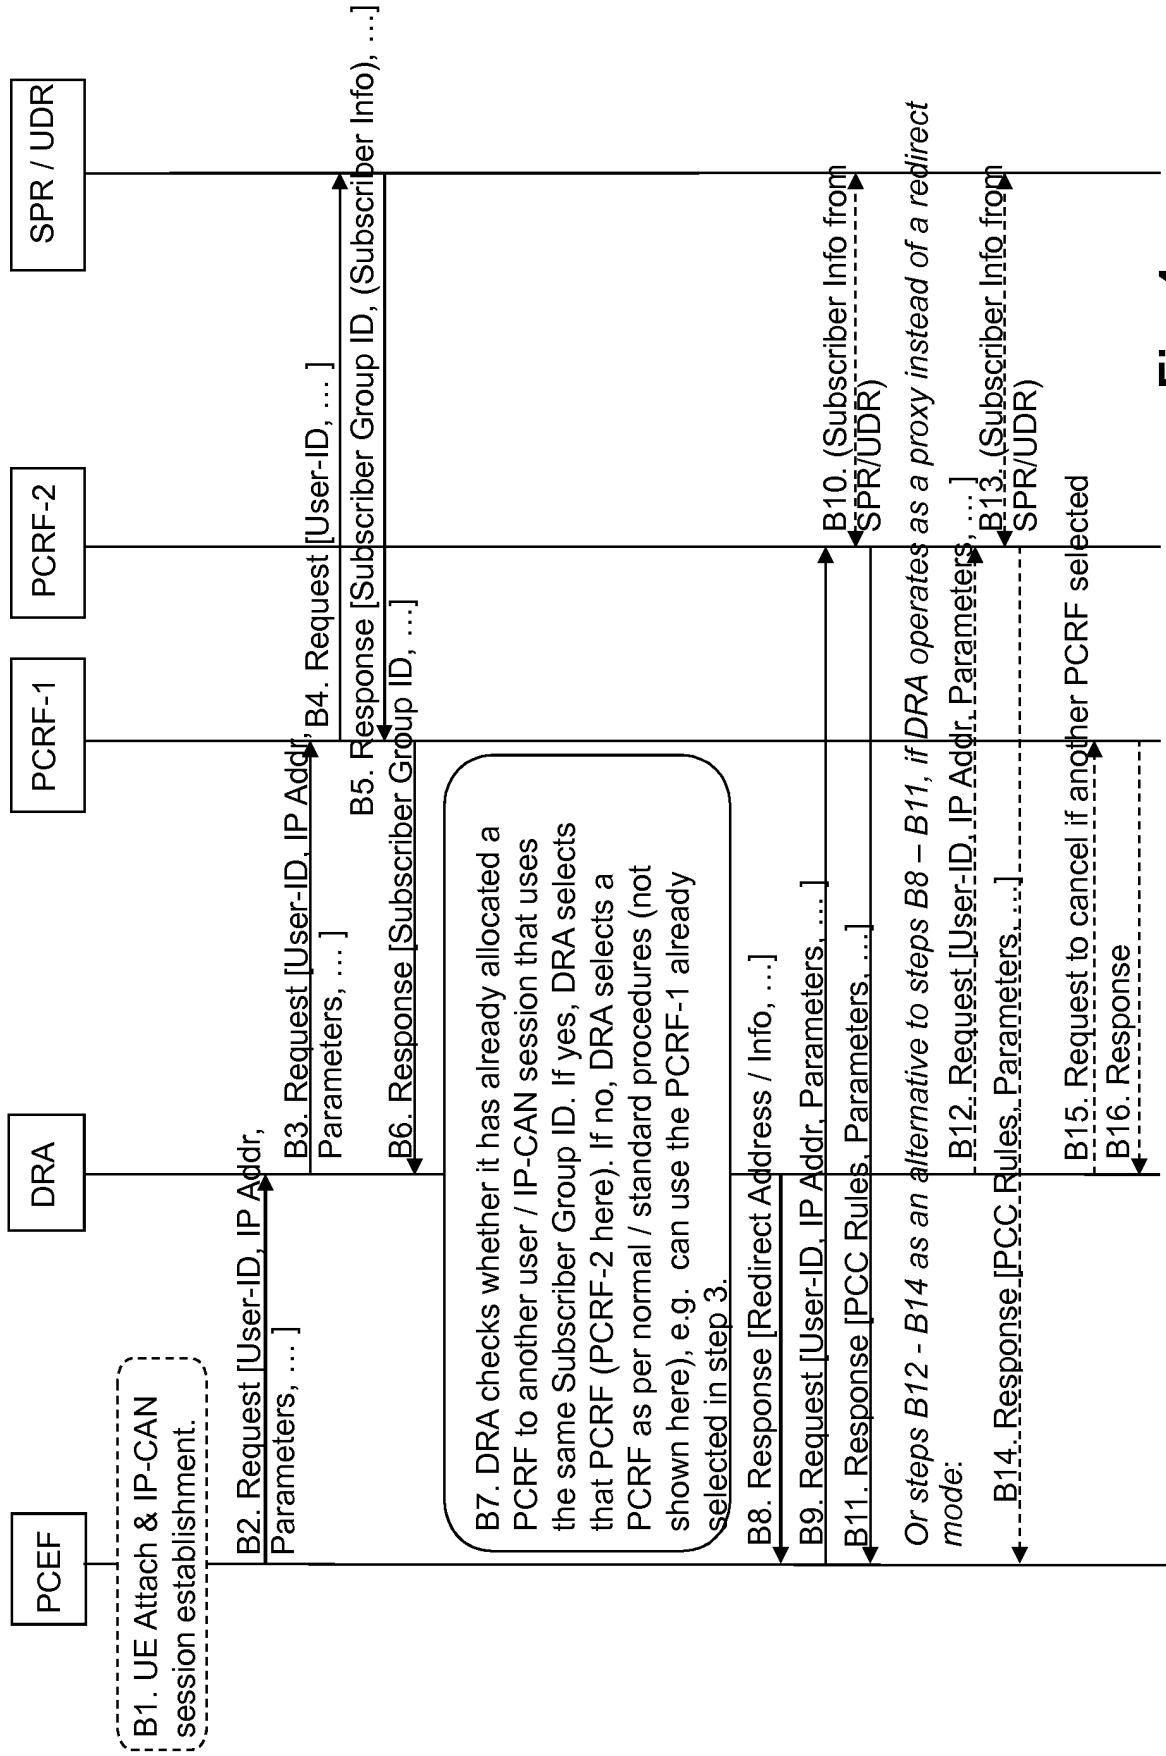 PCEF
DRA
PCRF-1
PCRF-2
SPR / UDR
B1. UE Attach & IP-CAN
session establishment.
B2. Request [User-ID, IP Addr,
Parameters, … ]
B3. Request [User-ID, IP Addr,
Parameters, … ]
B4. Request [User-ID, … ]
B5. Response [Subscriber Group ID, (Subscriber Info), …]
B6. Response [Subscriber Group ID, …]
B7. DRA checks whether it has already allocated a
PCRF to another user / IP-CAN session that uses
the same Subscriber Group ID. If yes, DRA selects
that PCRF (PCRF-2 here). If no, DRA selects a
PCRF as per normal / standard procedures (not
shown here), e.g. can use the PCRF-1 already
selected in step 3.
B8. Response [Redirect Address / Info, …]
B9. Request [User-ID, IP Addr, Parameters, …]
B10. (Subscriber Info from
SPR/UDR)
B11. Response [PCC Rules, Parameters, …]
Or steps B12 - B14 as an alternative to steps B8 – B11, if DRA operates as a proxy instead of a redirect
mode:
B12. Request [User-ID, IP Addr, Parameters, …]
B13. (Subscriber Info from
SPR/UDR)
B14. Response [PCC Rules, Parameters, …]
B15. Request to cancel if another PCRF selected
B16. Response